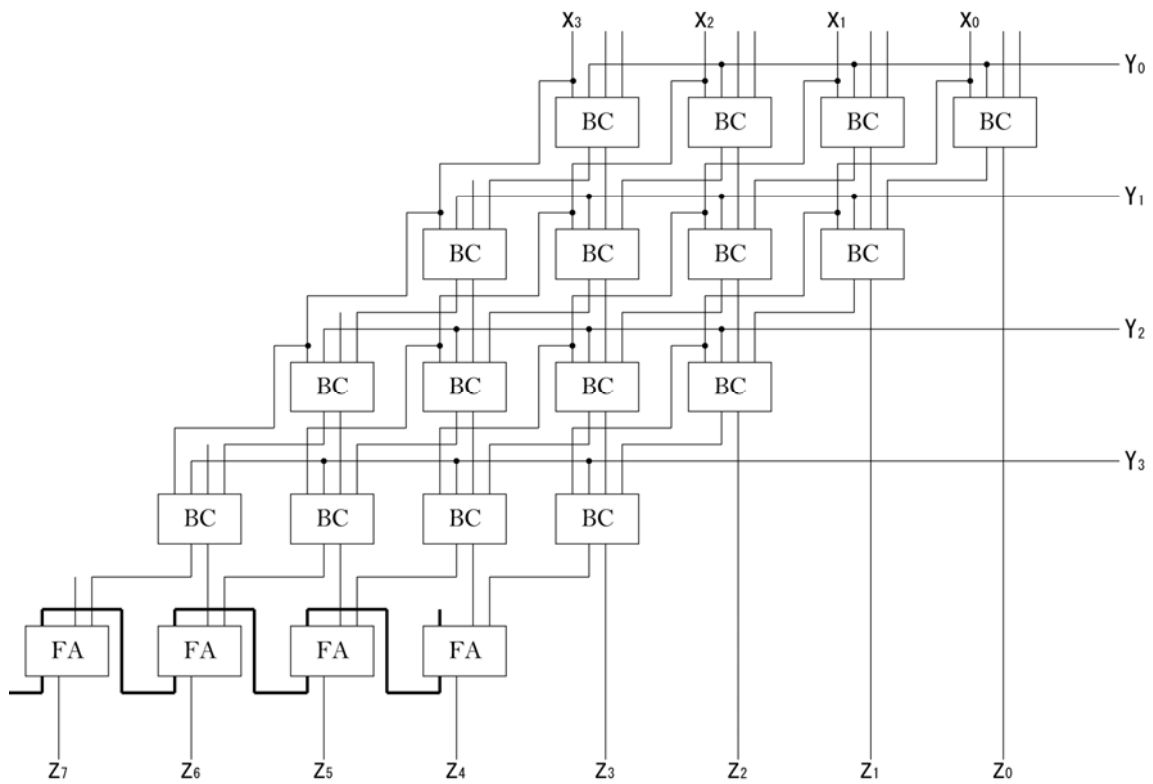 X3 X2 X1 X0
Y0
BC BC BC BC
Y1
BC BC BC BC
Y2
BC BC BC BC
Y3
BC BC BC BC
FA FA FA FA
Z7 Z6 Z5 Z4 Z3 Z2 Z1 Z0